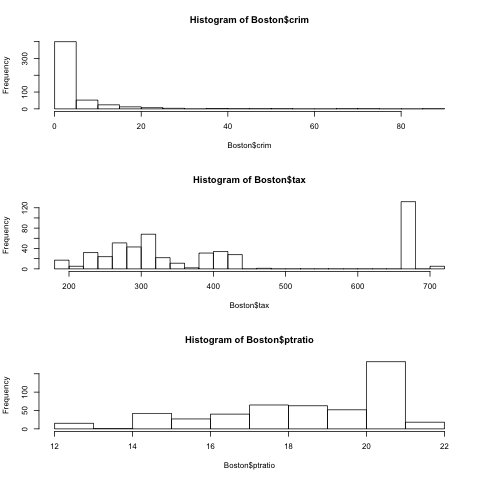 Histogram of Boston$crim
Frequency
0 100 300
0 20 40 60 80
Boston$crim
Histogram of Boston$tax
Frequency
0 40 80 120
200 300 400 500 600 700
Boston$tax
Histogram of Boston$ptratio
Frequency
0 50 100
12 14 16 18 20 22
Boston$ptratio